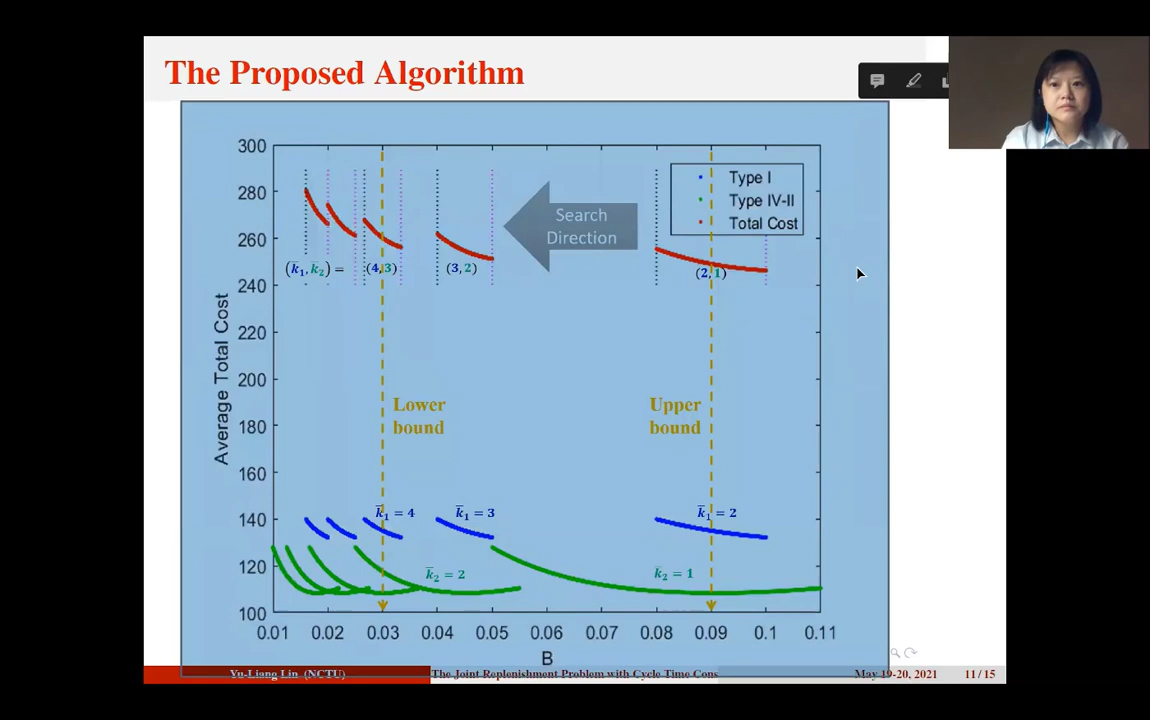 The Proposed Algorithm
300
280
260
240
220
200
180
160
140
120
100
Average Total Cost
Type I
Type IV-II
Total Cost
Search
Direction
(k̅₁,k̅₂) =
(4,3)
(3,2)
(2,1)
Lower
bound
Upper
bound
k̅₁ = 4
k̅₁ = 3
k̅₁ = 2
k̅₂ = 2
k̅₂ = 1
0.01 0.02 0.03 0.04 0.05 0.06 0.07 0.08 0.09 0.1 0.11
B
Yu-Liang Lin (NCTU) The Joint Replenishment Problem with Cycle Time Cons May 19-20, 2021 11 / 15